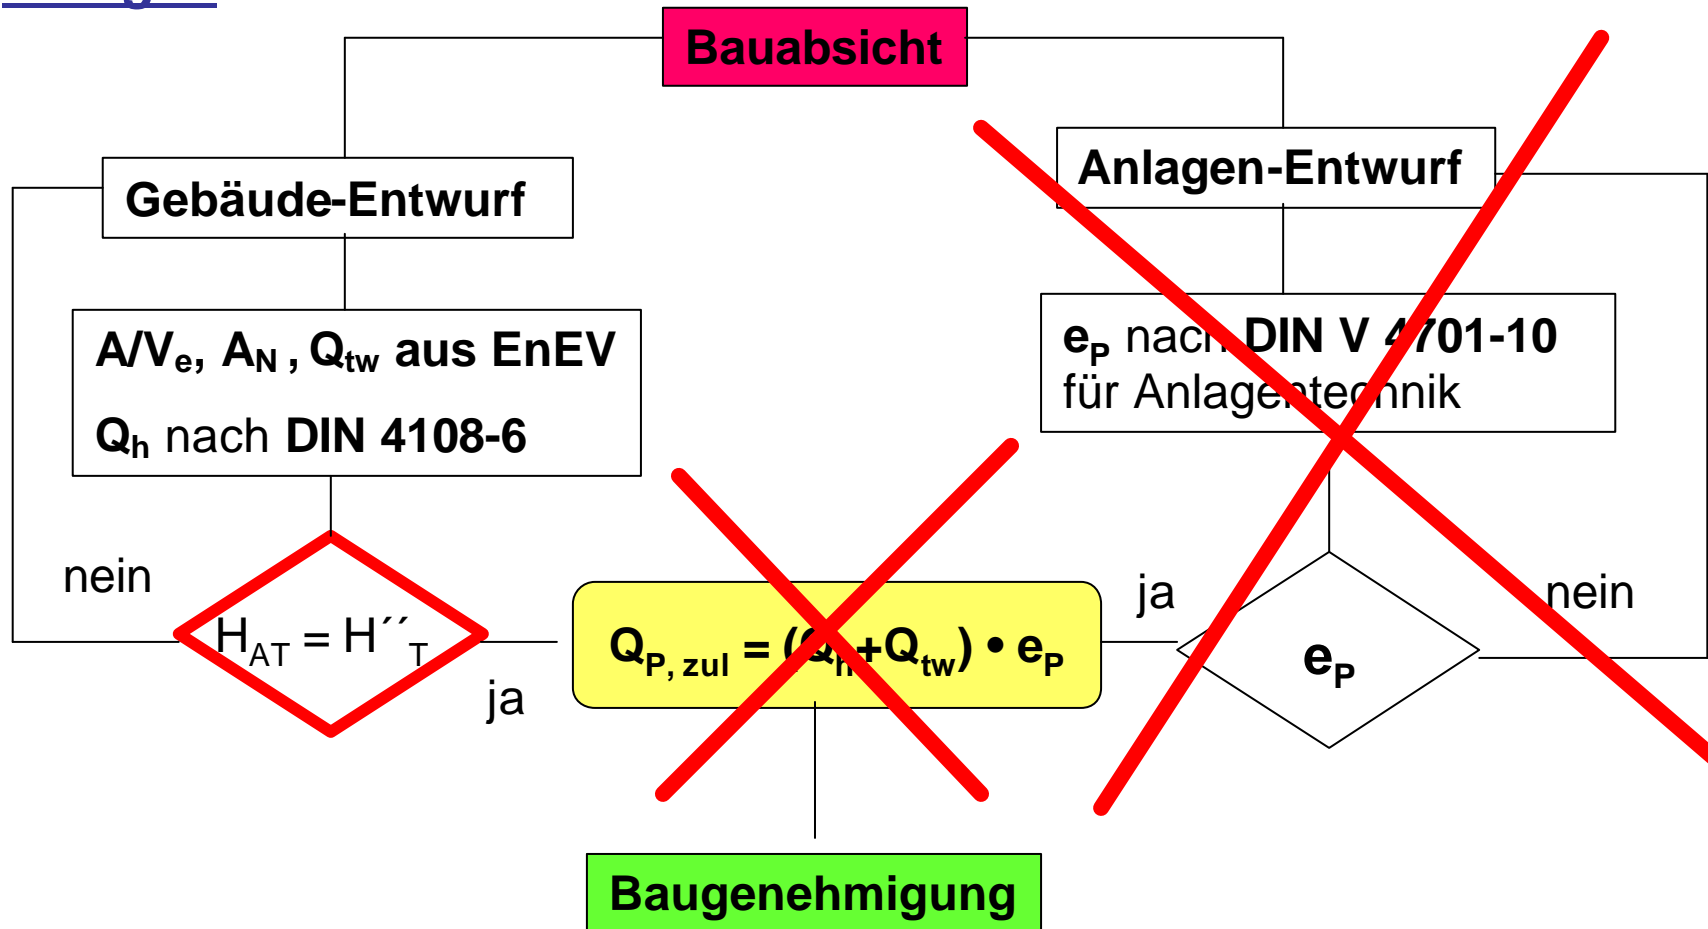 Bauabsicht
Gebäude-Entwurf
Anlagen-Entwurf
A/Ve, AN , Qtw aus EnEV
Qh nach DIN 4108-6
eP nach DIN V 4701-10
für Anlagentechnik
nein
HAT = H´´T
ja
QP, zul = (Qh+Qtw) • eP
ja
eP
nein
Baugenehmigung